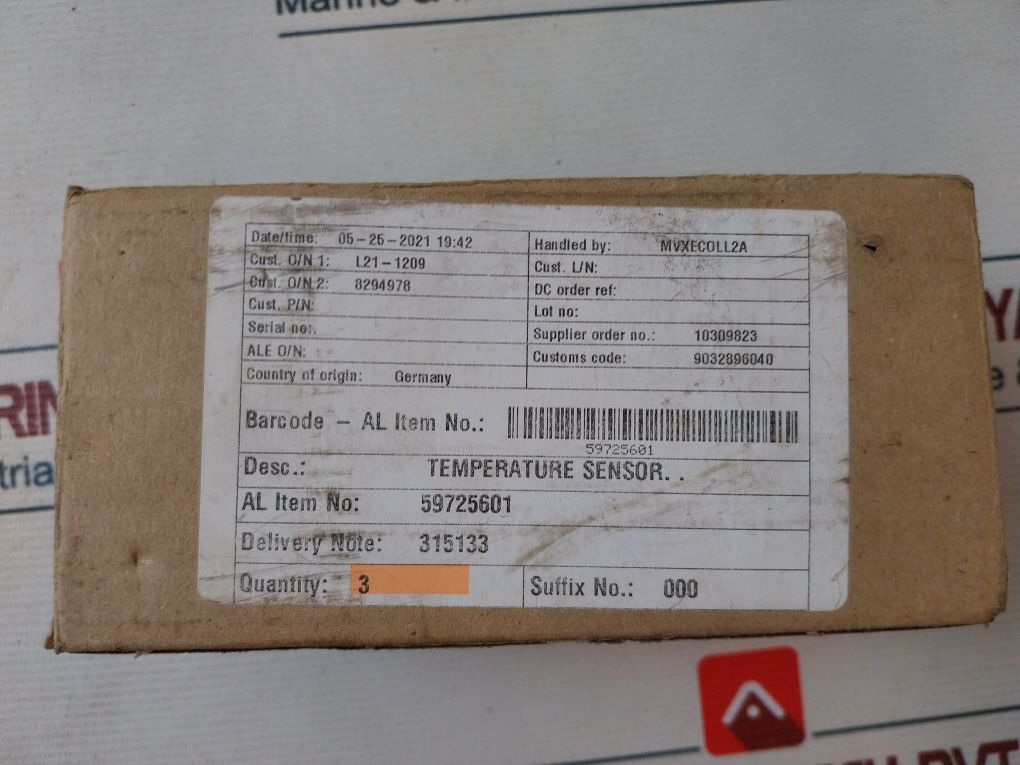 Marine &
Date/time: 05-25-2021 19:42
Handled by: MVXECOLL2A
Cust. O/N 1: L21-1209
Cust. L/N:
Cust. O/N 2: 8294978
DC order ref:
Cust. P/N:
Lot no:
Serial no:.
Supplier order no.: 10309823
ALE O/N:
Customs code: 9032896040
Country of origin: Germany
Barcode - AL Item No.:
59725601
Desc.: TEMPERATURE SENSOR. .
AL Item No: 59725601
Delivery Note: 315133
Quantity: 3
Suffix No.: 000